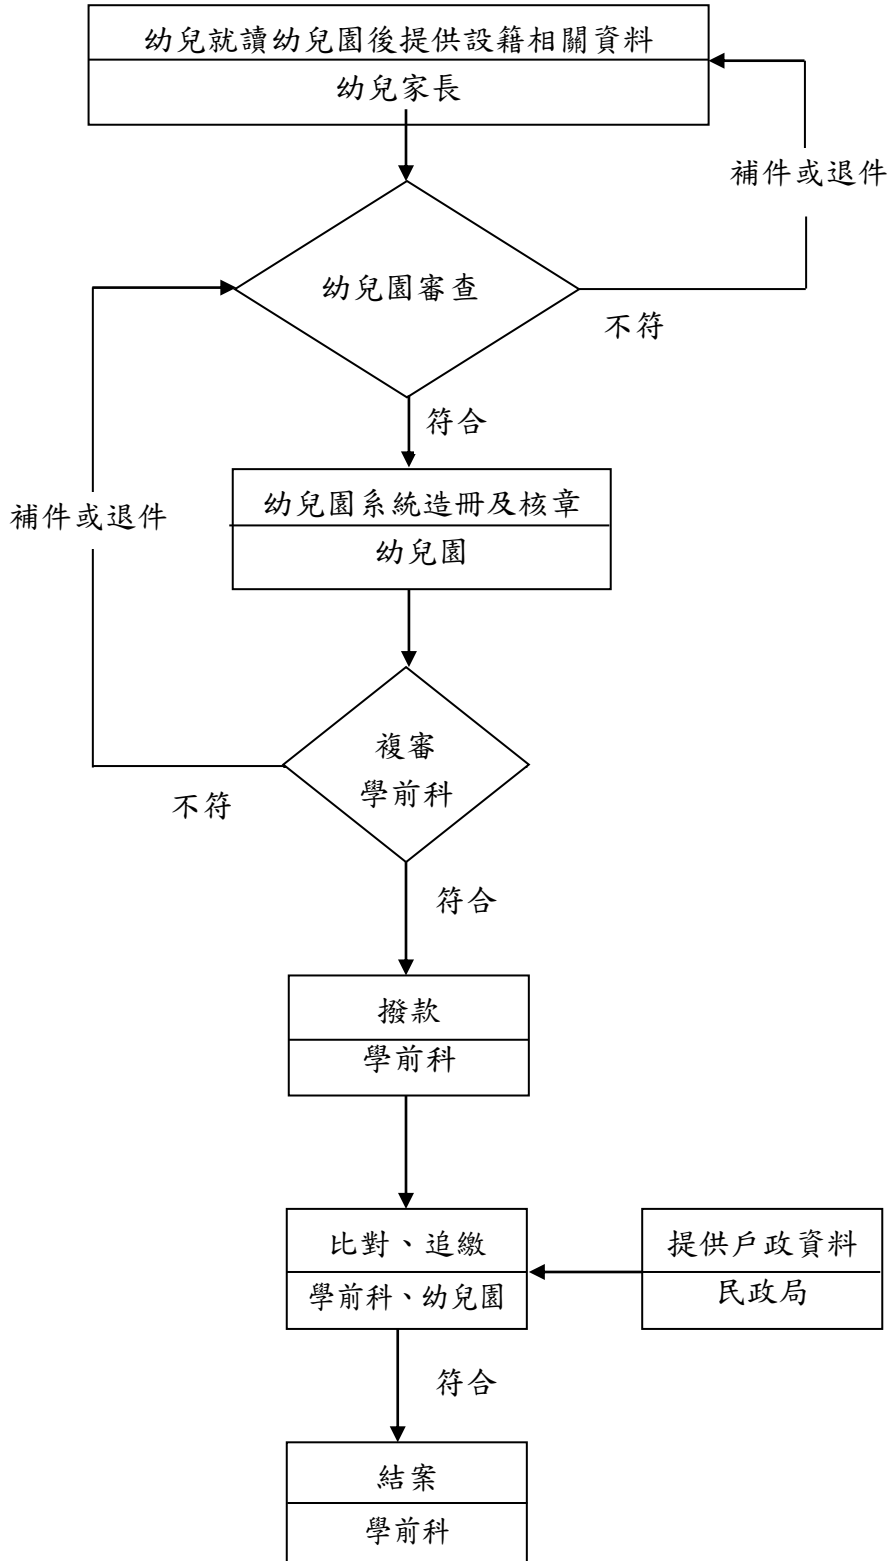 幼兒就讀幼兒園後提供設籍相關資料
幼兒家長
補件或退件
幼兒園審查
不符
符合
幼兒園系統造冊及核章
幼兒園
補件或退件
複審
學前科
不符
符合
撥款
學前科
比對、追繳
學前科、幼兒園
提供戶政資料
民政局
符合
結案
學前科